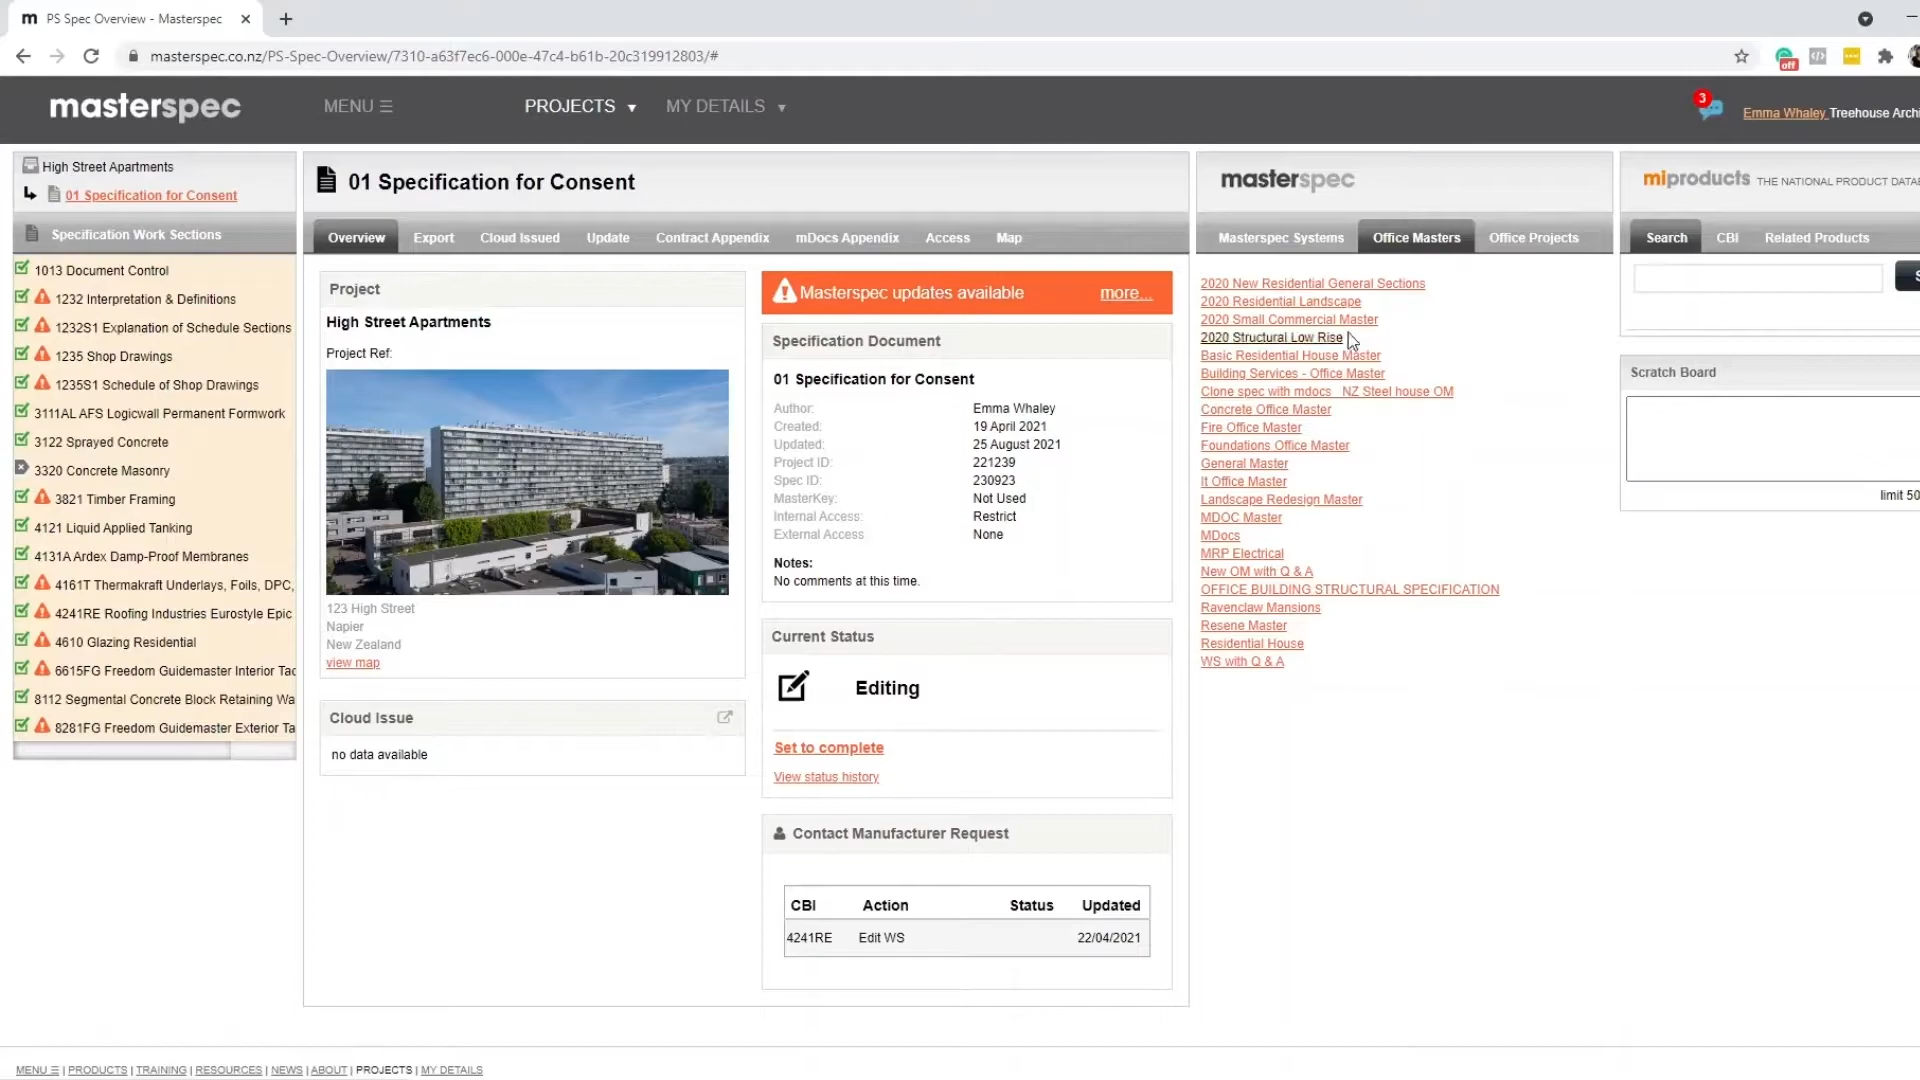 PS Spec Overview - Masterspec
masterspec.co.nz/PS-Spec-Overview/7310-a63f7ec6-000e-47c4-b61b-20c319912803/#
off
masterspec
MENU
PROJECTS
MY DETAILS
3
Emma Whaley Treehouse Archi
High Street Apartments
01 Specification for Consent
Specification Work Sections
1013 Document Control
1232 Interpretation & Definitions
1232S1 Explanation of Schedule Sections
1235 Shop Drawings
1235S1 Schedule of Shop Drawings
3111AL AFS Logicwall Permanent Formwork
3122 Sprayed Concrete
3320 Concrete Masonry
3821 Timber Framing
4121 Liquid Applied Tanking
4131A Ardex Damp-Proof Membranes
4161T Thermakraft Underlays, Foils, DPC,
4241RE Roofing Industries Eurostyle Epic
4610 Glazing Residential
6615FG Freedom Guidemaster Interior Tac
8112 Segmental Concrete Block Retaining Wa
8281FG Freedom Guidemaster Exterior Ta
01 Specification for Consent
Overview
Export
Cloud Issued
Update
Contract Appendix
mDocs Appendix
Access
Map
Project
High Street Apartments
Project Ref:
123 High Street
Napier
New Zealand
view map
Cloud Issue
no data available
Masterspec updates available more...
Specification Document
01 Specification for Consent
Author: Emma Whaley
Created: 19 April 2021
Updated: 25 August 2021
Project ID: 221239
Spec ID: 230923
MasterKey: Not Used
Internal Access: Restrict
External Access None
Notes:
No comments at this time.
Current Status
Editing
Set to complete
View status history
Contact Manufacturer Request
CBI Action Status Updated
4241RE Edit WS 22/04/2021
masterspec
Masterspec Systems
Office Masters
Office Projects
2020 New Residential General Sections
2020 Residential Landscape
2020 Small Commercial Master
2020 Structural Low Rise
Basic Residential House Master
Building Services - Office Master
Clone spec with mdocs _NZ Steel house OM
Concrete Office Master
Fire Office Master
Foundations Office Master
General Master
It Office Master
Landscape Redesign Master
MDOC Master
MDocs
MRP Electrical
New OM with Q & A
OFFICE BUILDING STRUCTURAL SPECIFICATION
Ravenclaw Mansions
Resene Master
Residential House
WS with Q & A
miproducts THE NATIONAL PRODUCT DATA
Search
CBI
Related Products
S
Scratch Board
limit 50
MENU | PRODUCTS | TRAINING | RESOURCES | NEWS | ABOUT | PROJECTS | MY DETAILS